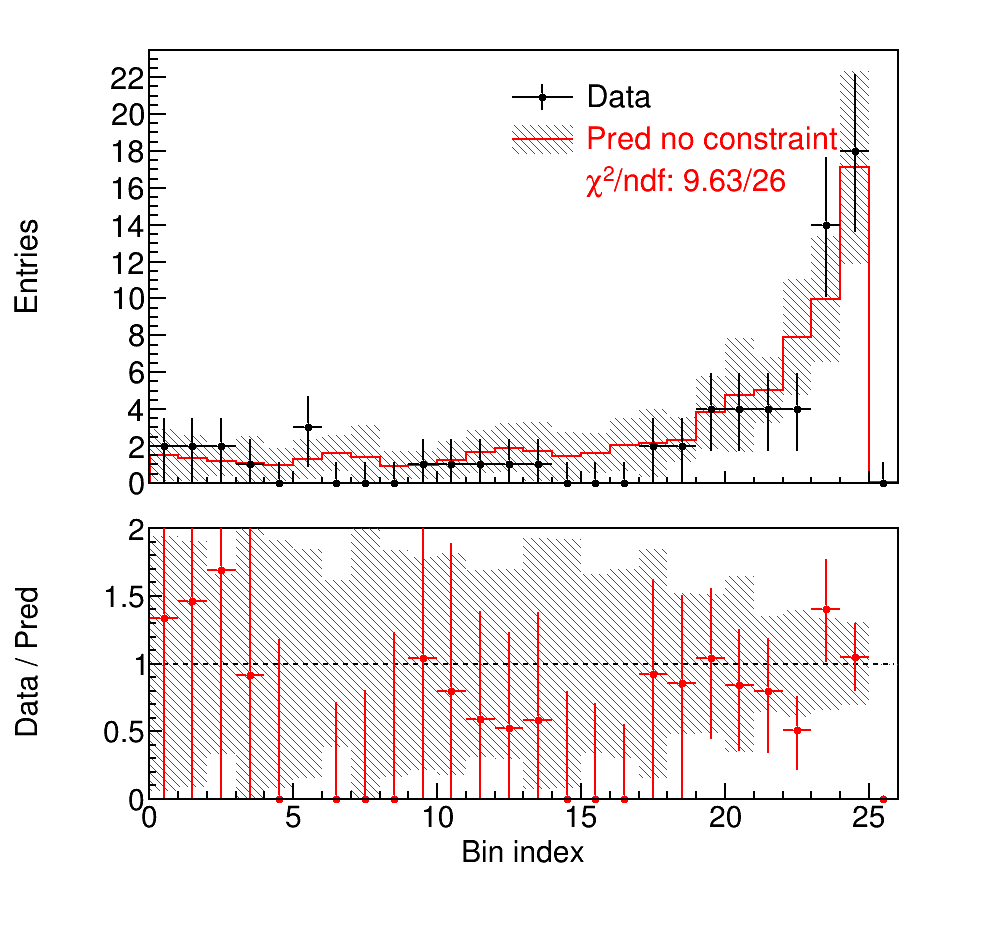 Entries
22
20
18
16
14
12
10
8
6
4
2
0
Data
Pred no constraint
χ²/ndf: 9.63/26
Data / Pred
2
1.5
1
0.5
0
0 5 10 15 20 25
Bin index